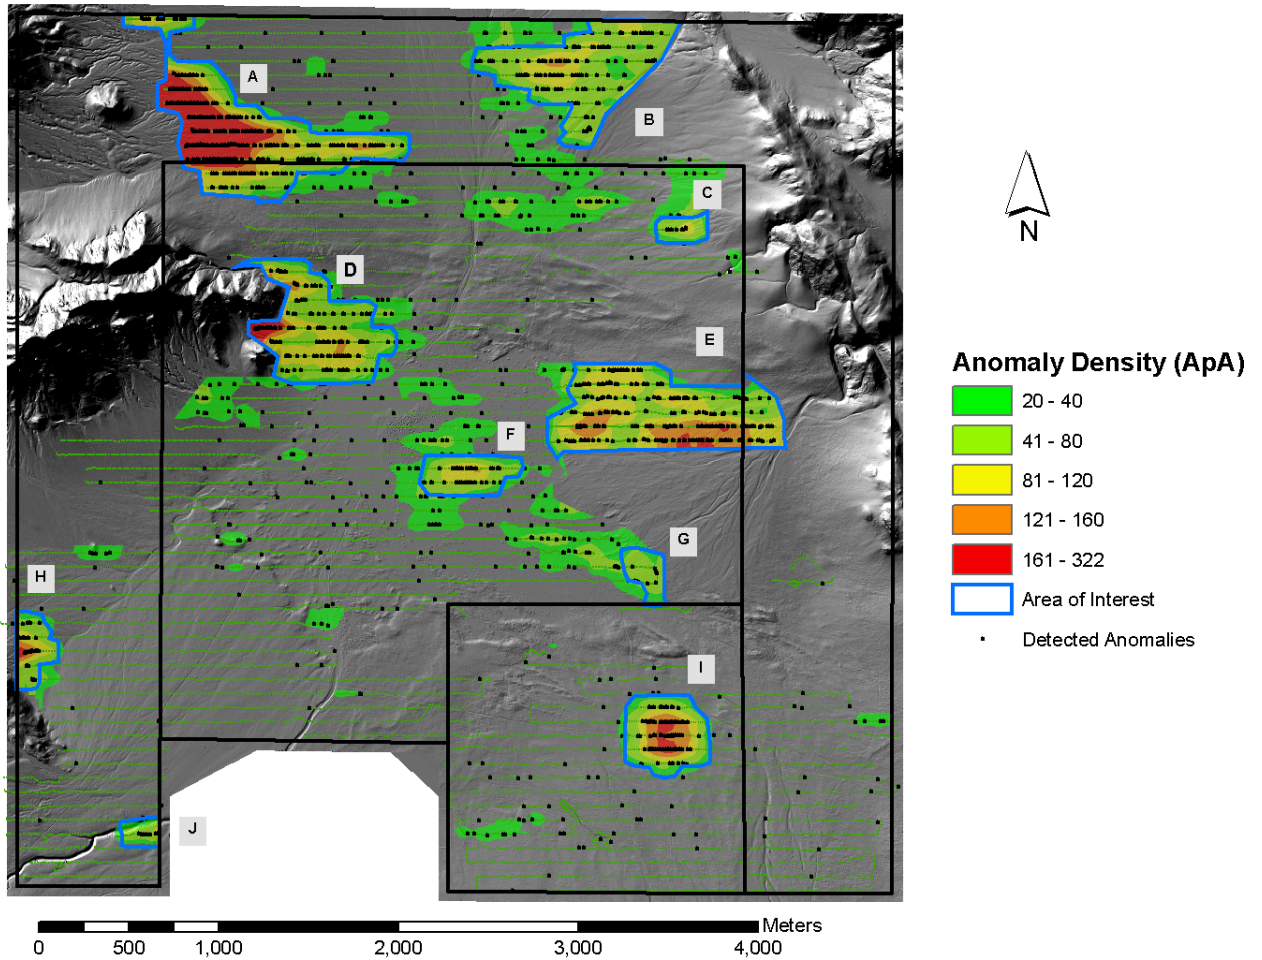 A
B
C
D
E
F
G
H
I
J
N
Anomaly Density (ApA)
20 - 40
41 - 80
81 - 120
121 - 160
161 - 322
Area of Interest
Detected Anomalies
Meters
0 500 1,000 2,000 3,000 4,000